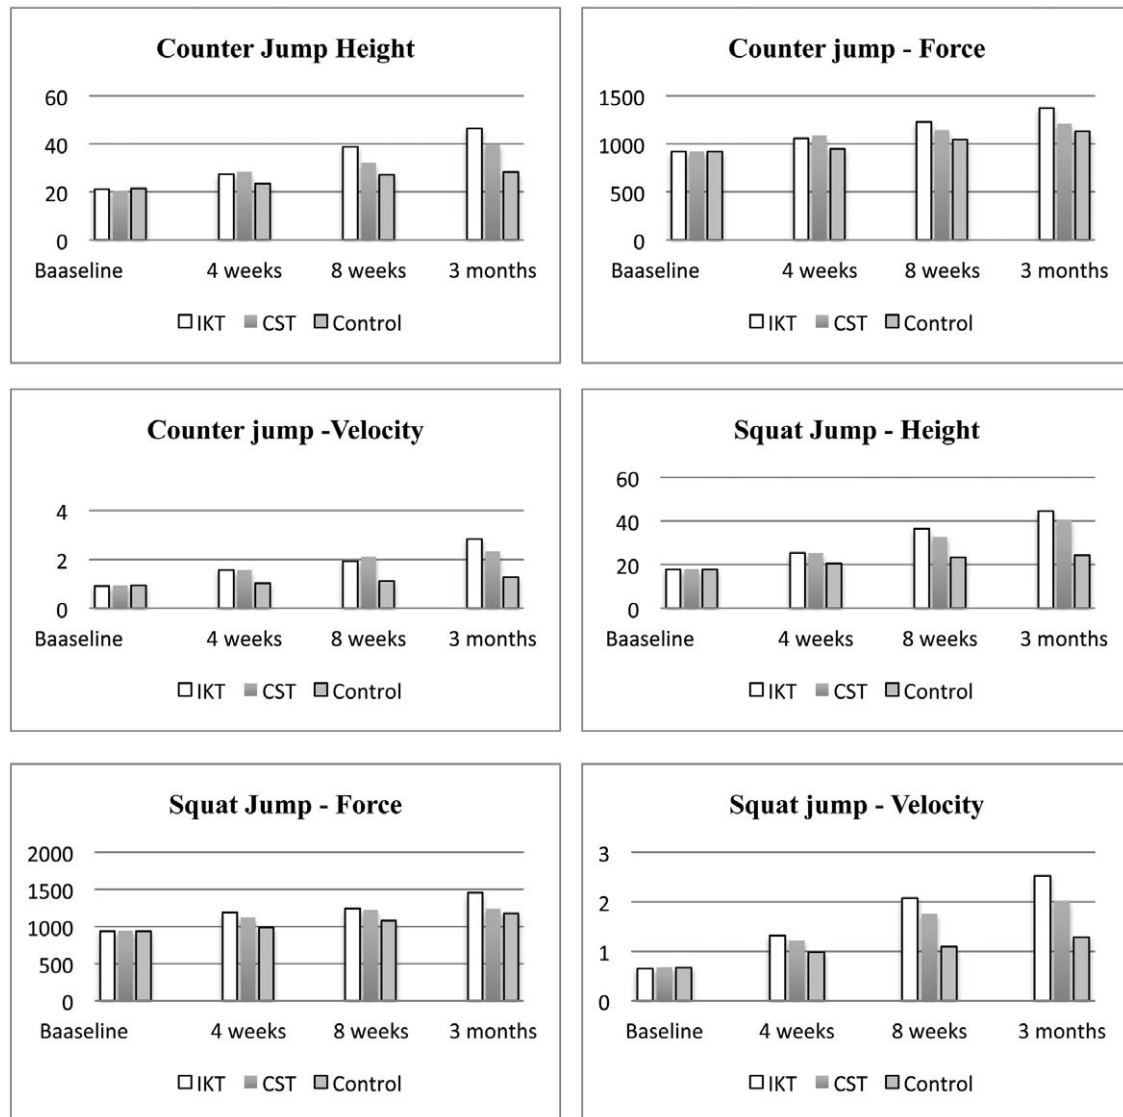 Counter Jump Height
60
40
20
0
Baaseline 4 weeks 8 weeks 3 months
IKT CST Control
Counter jump - Force
1500
1000
500
0
Baaseline 4 weeks 8 weeks 3 months
IKT CST Control
Counter jump -Velocity
4
2
0
Baaseline 4 weeks 8 weeks 3 months
IKT CST Control
Squat Jump - Height
60
40
20
0
Baaseline 4 weeks 8 weeks 3 months
IKT CST Control
Squat Jump - Force
2000
1500
1000
500
0
Baaseline 4 weeks 8 weeks 3 months
IKT CST Control
Squat jump - Velocity
3
2
1
0
Baseline 4 weeks 8 weeks 3 months
IKT CST Control